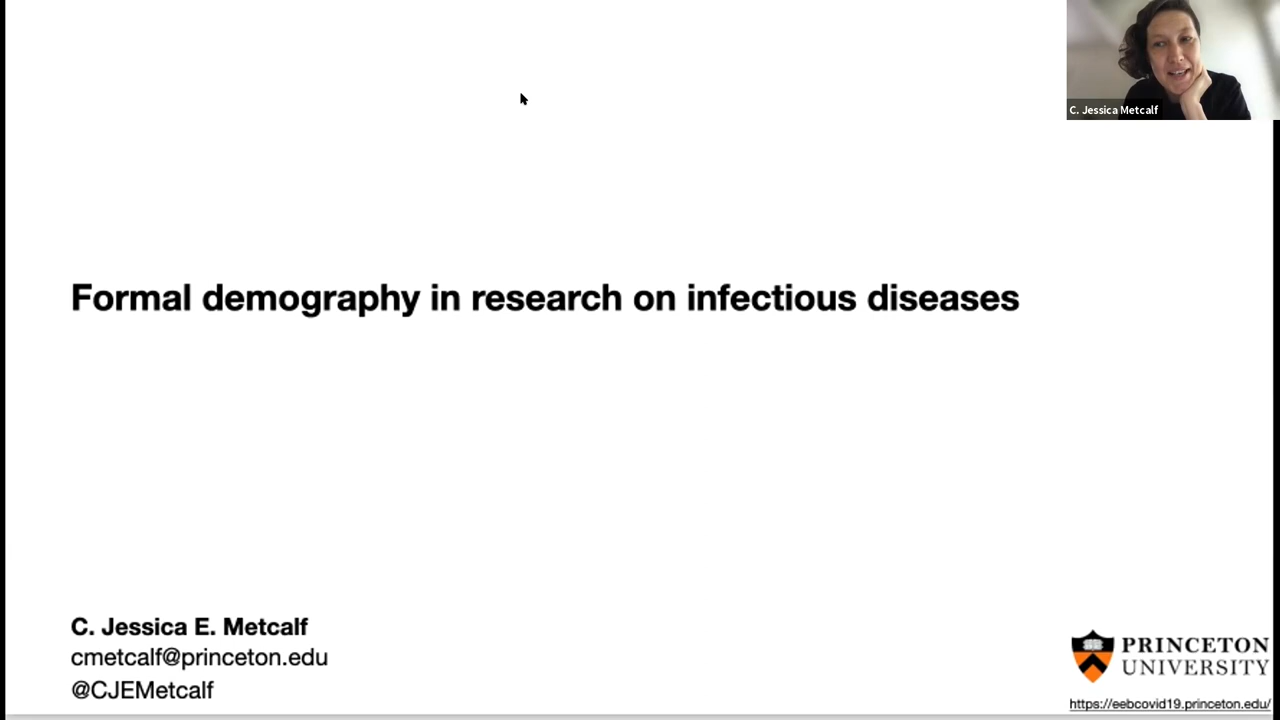 C. Jessica Metcalf
Formal demography in research on infectious diseases
C. Jessica E. Metcalf
cmetcalf@princeton.edu
@CJEMetcalf
PRINCETON
UNIVERSITY
https://eebcovid19.princeton.edu/